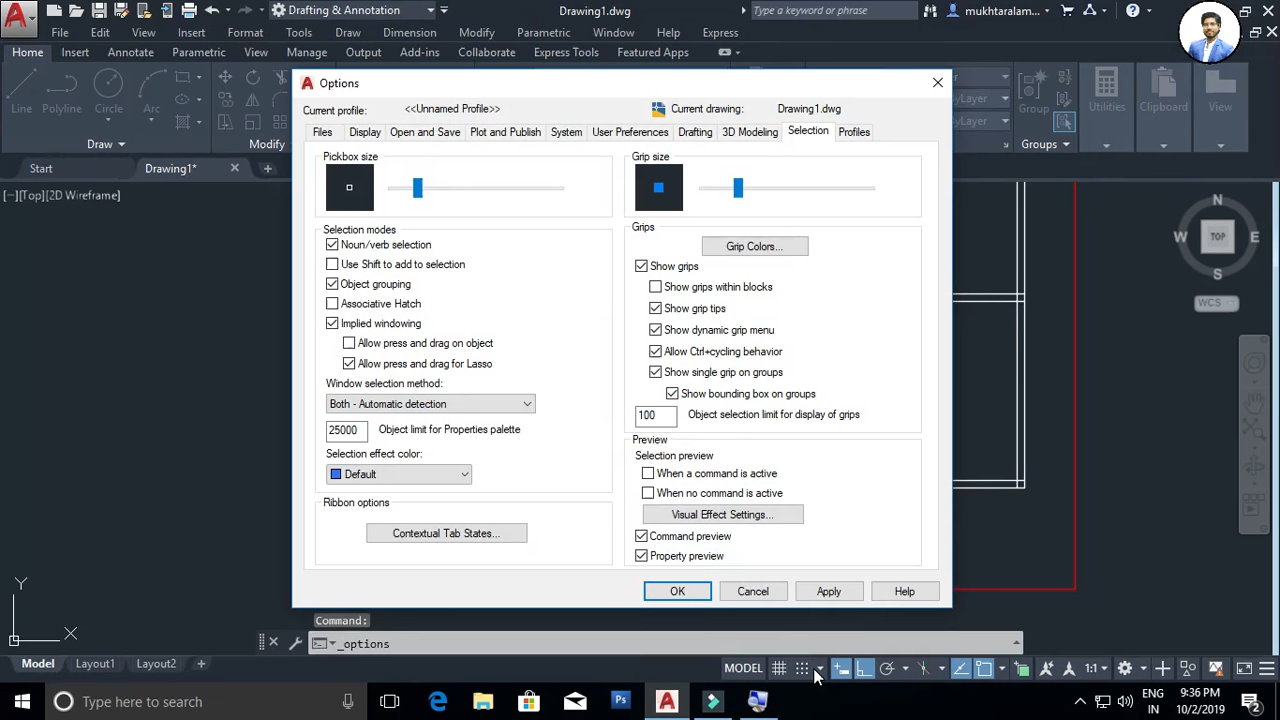 Drafting & Annotation
Drawing1.dwg
Type a keyword or phrase
mukhtaralam...
File Edit View Insert Format Tools Draw Dimension Modify Parametric Window Help Express
Home Insert Annotation Parametric View Manage Output Add-ins Collaborate Express Tools Featured Apps
Line Polyline Circle Arc
Draw
Modify
ByLayer
ByLayer
Group
Groups
Utilities
Clipboard
View
Start
Drawing1*
[−][Top][2D Wireframe]
N
W TOP E
S
WCS
Options
Current profile: <<Unnamed Profile>>
Current drawing: Drawing1.dwg
Files Display Open and Save Plot and Publish System User Preferences Drafting 3D Modeling Selection Profiles
Pickbox size
Selection modes
Noun/verb selection
Use Shift to add to selection
Object grouping
Associative Hatch
Implied windowing
Allow press and drag on object
Allow press and drag for Lasso
Window selection method:
Both - Automatic detection
25000 Object limit for Properties palette
Selection effect color:
Default
Ribbon options
Contextual Tab States...
Grip size
Grips
Grip Colors...
Show grips
Show grips within blocks
Show grip tips
Show dynamic grip menu
Allow Ctrl+cycling behavior
Show single grip on groups
Show bounding box on groups
100 Object selection limit for display of grips
Preview
Selection preview
When a command is active
When no command is active
Visual Effect Settings...
Command preview
Property preview
OK Cancel Apply Help
Y
X
Command:
_options
Model Layout1 Layout2 +
MODEL
1:1
Type here to search
Ps
ENG
IN
9:36 PM
10/2/2019
2